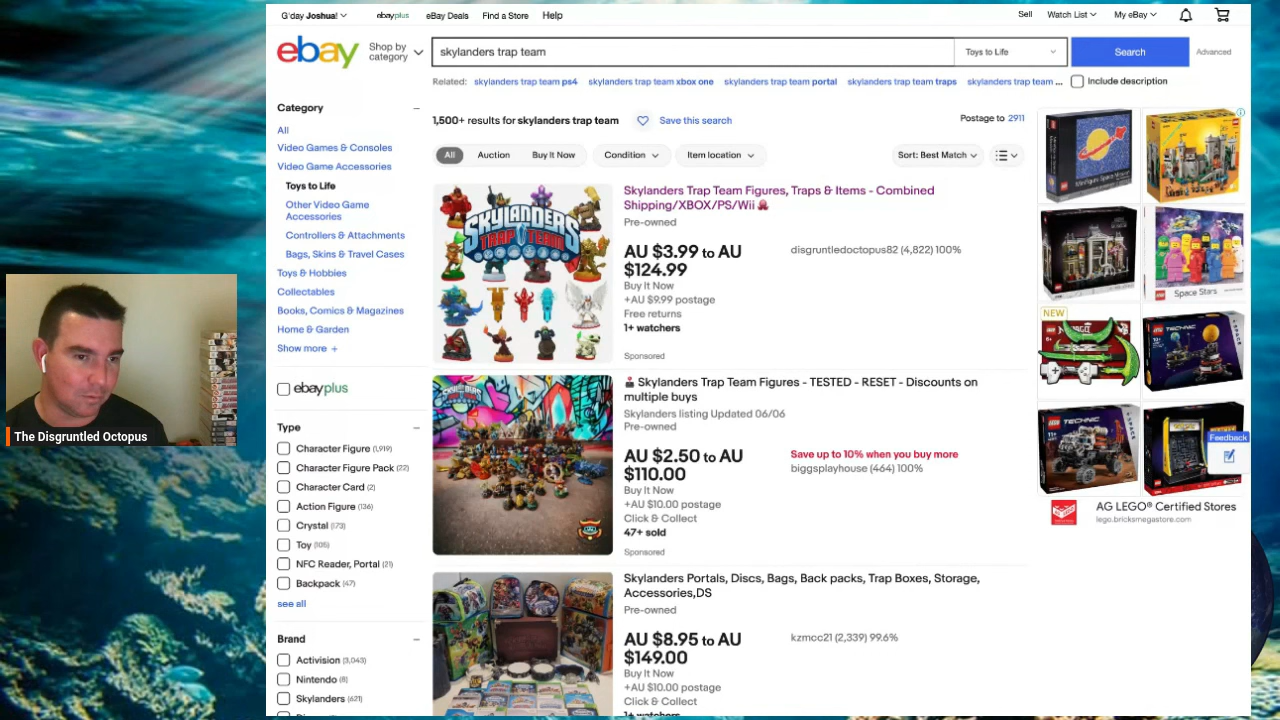 G'day Joshua!
ebayplus
eBay Deals
Find a Store
Help
Sell
Watch List
My eBay
ebay
Shop by category
skylanders trap team
Toys to Life
Search
Advanced
Related: skylanders trap team ps4 skylanders trap team xbox one skylanders trap team portal skylanders trap team traps skylanders trap team ...
Include description
Category
All
Video Games & Consoles
Video Game Accessories
Toys to Life
Other Video Game
Accessories
Controllers & Attachments
Bags, Skins & Travel Cases
Toys & Hobbies
Collectables
Books, Comics & Magazines
Home & Garden
Show more +
ebayplus
Type
Character Figure (1,919)
Character Figure Pack (22)
Character Card (2)
Action Figure (136)
Crystal (173)
Toy (105)
NFC Reader, Portal (21)
Backpack (47)
see all
Brand
Activision (3,043)
Nintendo (8)
Skylanders (621)
1,500+ results for skylanders trap team
Save this search
Postage to 2911
All
Auction
Buy It Now
Condition
Item location
Sort: Best Match
SKYLANDERS
TRAP TEAM
Skylanders Trap Team Figures, Traps & Items - Combined
Shipping/XBOX/PS/Wii
Pre-owned
AU $3.99 to AU
$124.99
Buy It Now
+AU $9.99 postage
Free returns
1+ watchers
Sponsored
disgruntledoctopus82 (4,822) 100%
Skylanders Trap Team Figures - TESTED - RESET - Discounts on
multiple buys
Skylanders listing Updated 06/06
Pre-owned
AU $2.50 to AU
$110.00
Buy It Now
+AU $10.00 postage
Click & Collect
47+ sold
Sponsored
Save up to 10% when you buy more
biggsplayhouse (464) 100%
Skylanders Portals, Discs, Bags, Back packs, Trap Boxes, Storage,
Accessories,DS
Pre-owned
AU $8.95 to AU
$149.00
Buy It Now
+AU $10.00 postage
Click & Collect
1+ watchers
kzmcc21 (2,339) 99.6%
Space Stars
NEW
TECHNIC
TECHNIC
Feedback
AG LEGO® Certified Stores
lego.bricksmegastore.com
The Disgruntled Octopus